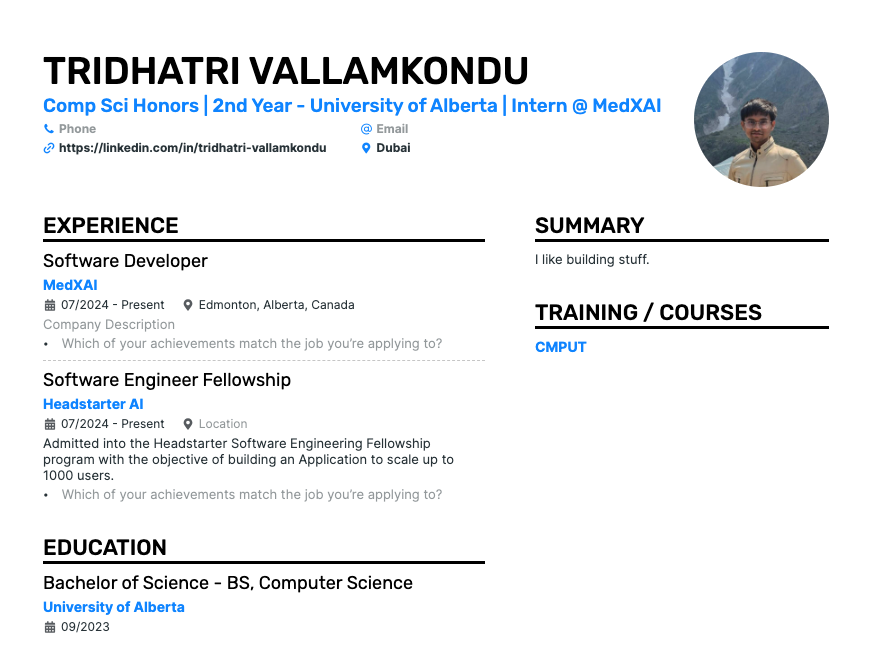 TRIDHATRI VALLAMKONDU
Comp Sci Honors | 2nd Year - University of Alberta | Intern @ MedXAI
Phone
Email
https://linkedin.com/in/tridhatri-vallamkondu
Dubai
EXPERIENCE
Software Developer
MedXAI
07/2024 - Present
Edmonton, Alberta, Canada
Company Description
• Which of your achievements match the job you’re applying to?
Software Engineer Fellowship
Headstarter AI
07/2024 - Present
Location
Admitted into the Headstarter Software Engineering Fellowship
program with the objective of building an Application to scale up to
1000 users.
• Which of your achievements match the job you’re applying to?
EDUCATION
Bachelor of Science - BS, Computer Science
University of Alberta
09/2023
SUMMARY
I like building stuff.
TRAINING / COURSES
CMPUT